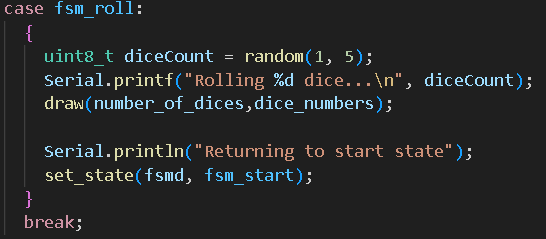 case fsm_roll:
{
uint8_t diceCount = random(1, 5);
Serial.printf("Rolling %d dice...\n", diceCount);
draw(number_of_dices,dice_numbers);
Serial.println("Returning to start state");
set_state(fsmd, fsm_start);
}
break;